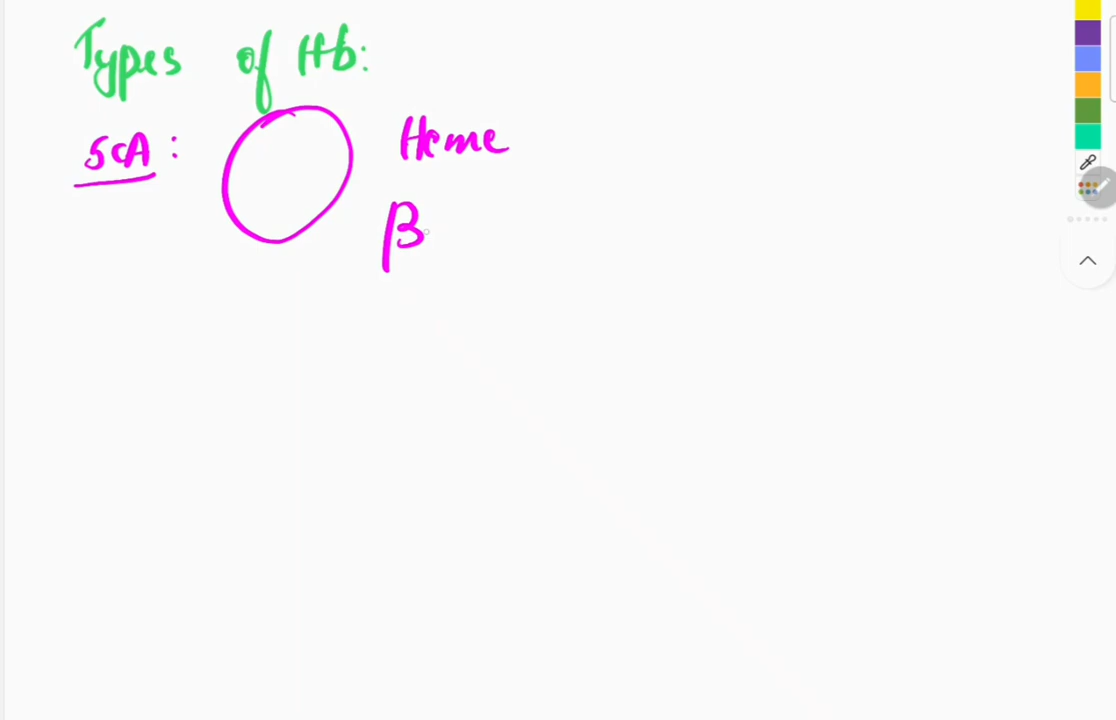 Types of Hb:
SCA :
Heme
β